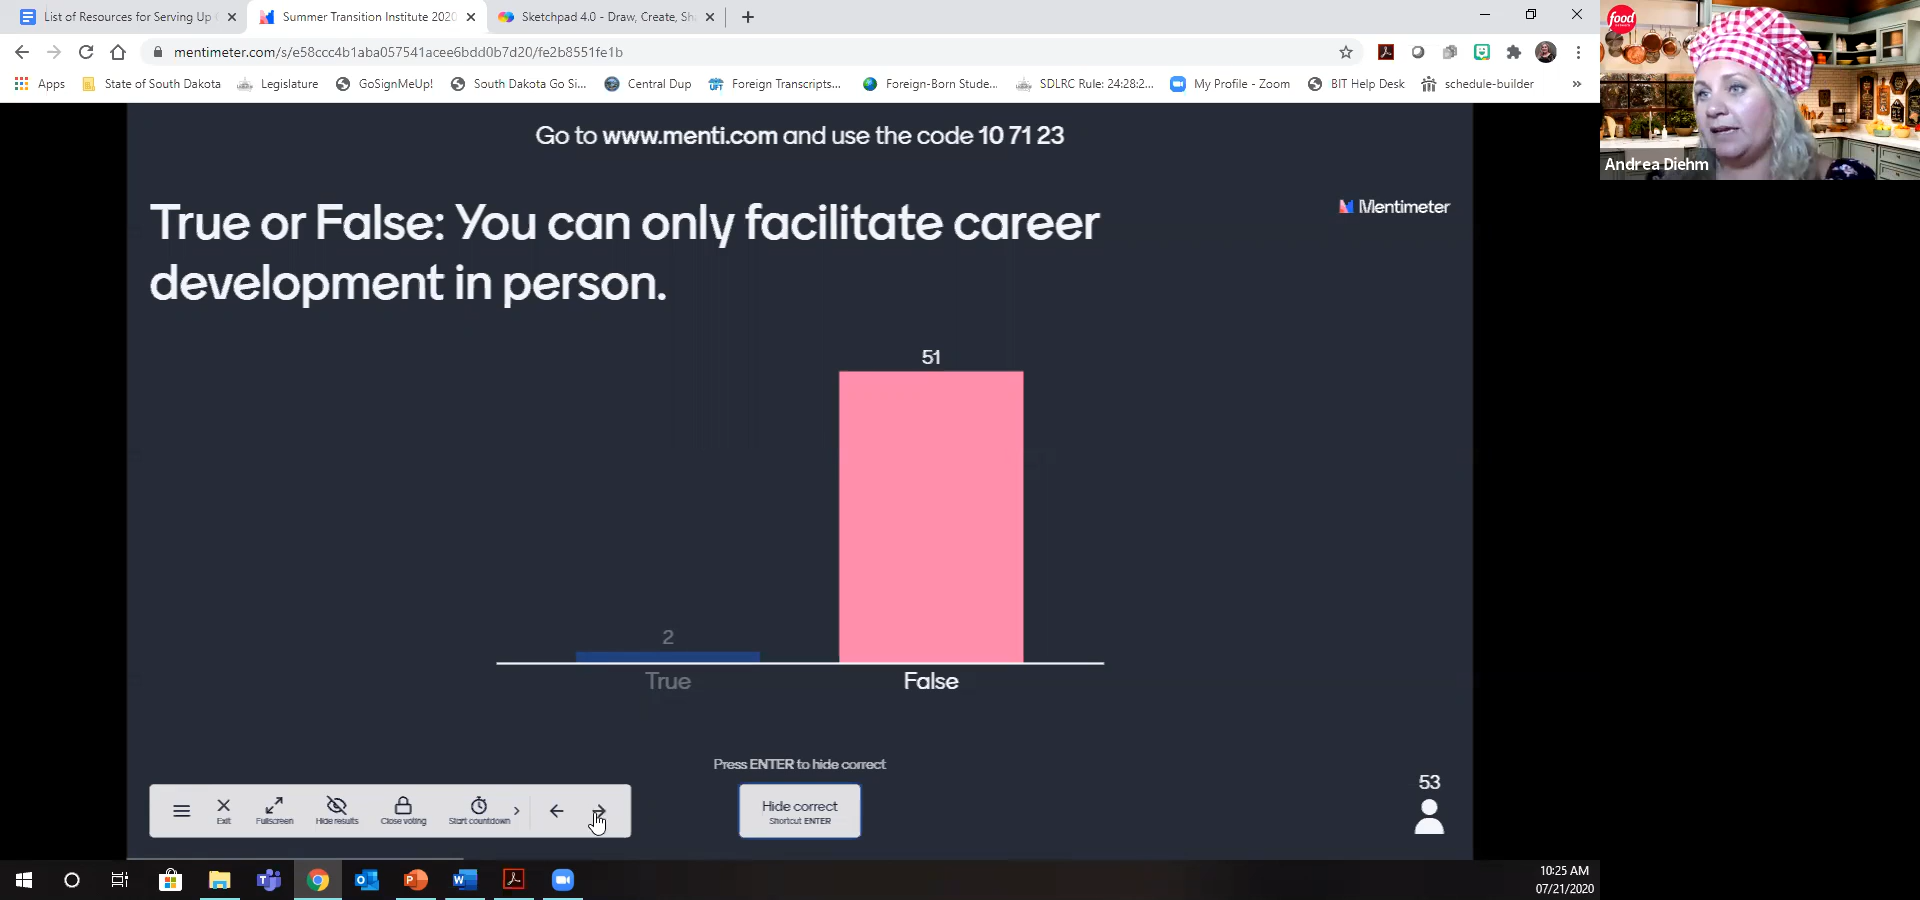 List of Resources for Serving Up
Summer Transition Institute 2020
Sketchpad 4.0 - Draw, Create, Sh
mentimeter.com/s/e58ccc4b1aba057541acee6bdd0b7d20/fe2b8551fe1b
Apps
State of South Dakota
Legislature
GoSignMeUp!
South Dakota Go Si...
Central Dup
Foreign Transcripts...
Foreign-Born Stude...
SDLRC Rule: 24:28:2...
My Profile - Zoom
BIT Help Desk
schedule-builder
»
food
Andrea Diehm
Go to www.menti.com and use the code 10 71 23
Mentimeter
True or False: You can only facilitate career
development in person.
51
2
True
False
Press ENTER to hide correct
Hide correct
Shortcut ENTER
Exit
Fullscreen
Hide results
Close voting
Start countdown
53
10:25 AM
07/21/2020